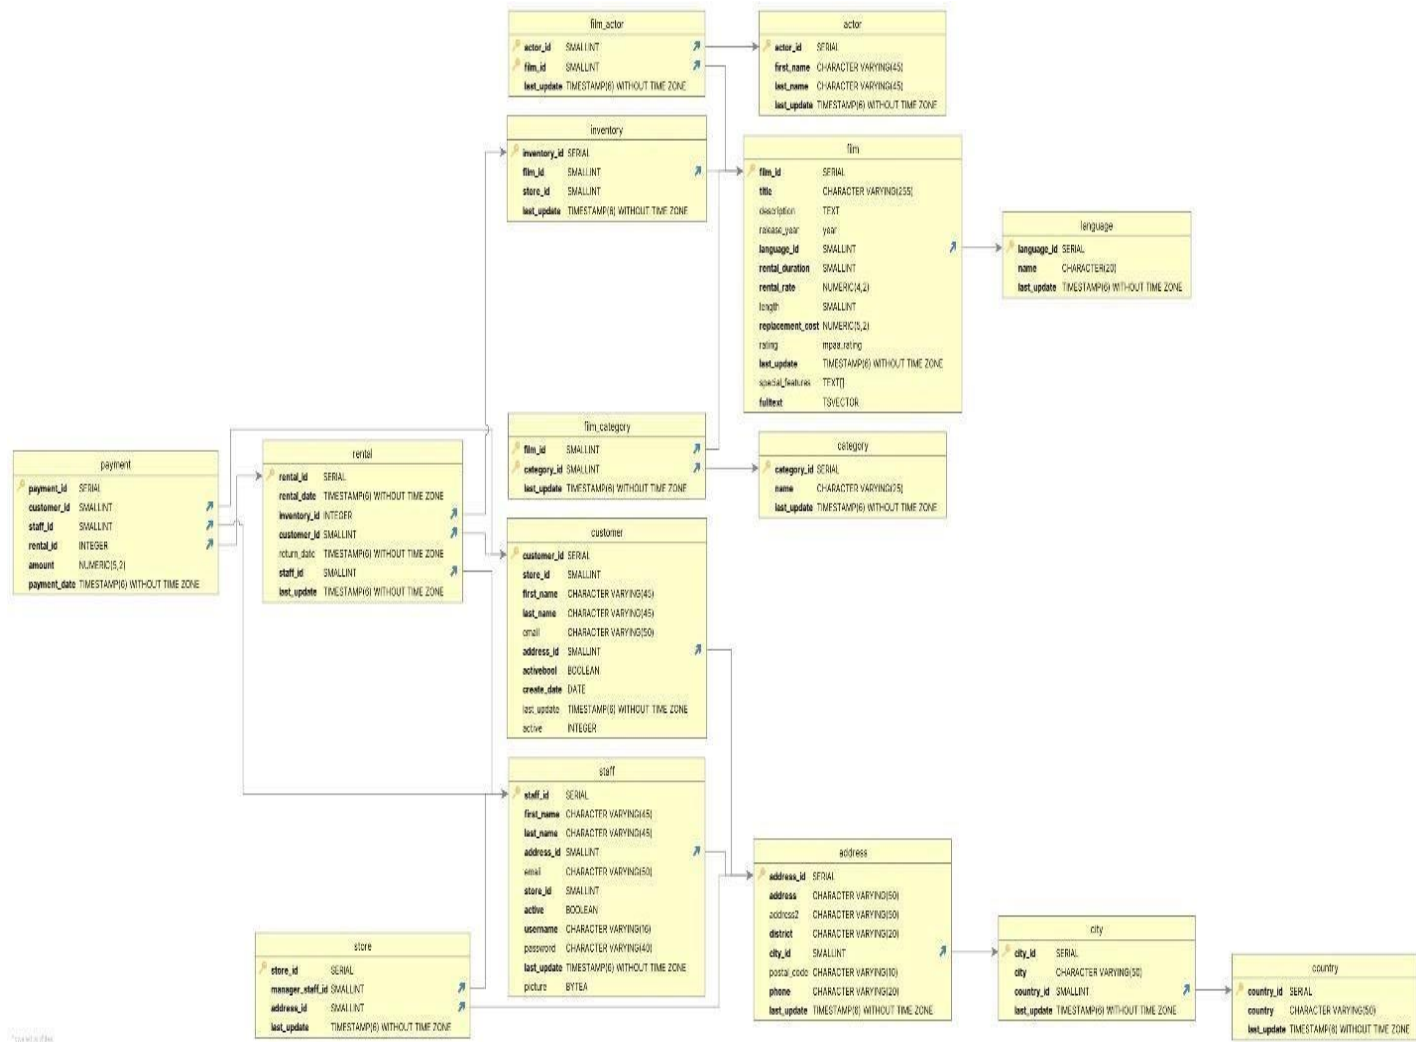 film_actor
actor_id SMALLINT
film_id SMALLINT
last_update TIMESTAMP(6) WITHOUT TIME ZONE
actor
actor_id SERIAL
first_name CHARACTER VARYING(45)
last_name CHARACTER VARYING(45)
last_update TIMESTAMP(6) WITHOUT TIME ZONE
inventory
inventory_id SERIAL
film_id SMALLINT
store_id SMALLINT
last_update TIMESTAMP(6) WITHOUT TIME ZONE
film
film_id SERIAL
title CHARACTER VARYING(255)
description TEXT
release_year year
language_id SMALLINT
rental_duration SMALLINT
rental_rate NUMERIC(4,2)
length SMALLINT
replacement_cost NUMERIC(5,2)
rating mpaa_rating
last_update TIMESTAMP(6) WITHOUT TIME ZONE
special_features TEXT[]
fulltext TSVECTOR
language
language_id SERIAL
name CHARACTER(20)
last_update TIMESTAMP(6) WITHOUT TIME ZONE
film_category
film_id SMALLINT
category_id SMALLINT
last_update TIMESTAMP(6) WITHOUT TIME ZONE
category
category_id SERIAL
name CHARACTER VARYING(25)
last_update TIMESTAMP(6) WITHOUT TIME ZONE
payment
payment_id SERIAL
customer_id SMALLINT
staff_id SMALLINT
rental_id INTEGER
amount NUMERIC(5,2)
payment_date TIMESTAMP(6) WITHOUT TIME ZONE
rental
rental_id SERIAL
rental_date TIMESTAMP(6) WITHOUT TIME ZONE
inventory_id INTEGER
customer_id SMALLINT
return_date TIMESTAMP(6) WITHOUT TIME ZONE
staff_id SMALLINT
last_update TIMESTAMP(6) WITHOUT TIME ZONE
customer
customer_id SERIAL
store_id SMALLINT
first_name CHARACTER VARYING(45)
last_name CHARACTER VARYING(45)
email CHARACTER VARYING(50)
address_id SMALLINT
activebool BOOLEAN
create_date DATE
last_update TIMESTAMP(6) WITHOUT TIME ZONE
active INTEGER
staff
staff_id SERIAL
first_name CHARACTER VARYING(45)
last_name CHARACTER VARYING(45)
address_id SMALLINT
email CHARACTER VARYING(50)
store_id SMALLINT
active BOOLEAN
username CHARACTER VARYING(16)
password CHARACTER VARYING(40)
last_update TIMESTAMP(6) WITHOUT TIME ZONE
picture BYTEA
store
store_id SERIAL
manager_staff_id SMALLINT
address_id SMALLINT
last_update TIMESTAMP(6) WITHOUT TIME ZONE
address
address_id SERIAL
address CHARACTER VARYING(50)
address2 CHARACTER VARYING(50)
district CHARACTER VARYING(20)
city_id SMALLINT
postal_code CHARACTER VARYING(10)
phone CHARACTER VARYING(20)
last_update TIMESTAMP(6) WITHOUT TIME ZONE
city
city_id SERIAL
city CHARACTER VARYING(50)
country_id SMALLINT
last_update TIMESTAMP(6) WITHOUT TIME ZONE
country
country_id SERIAL
country CHARACTER VARYING(50)
last_update TIMESTAMP(6) WITHOUT TIME ZONE